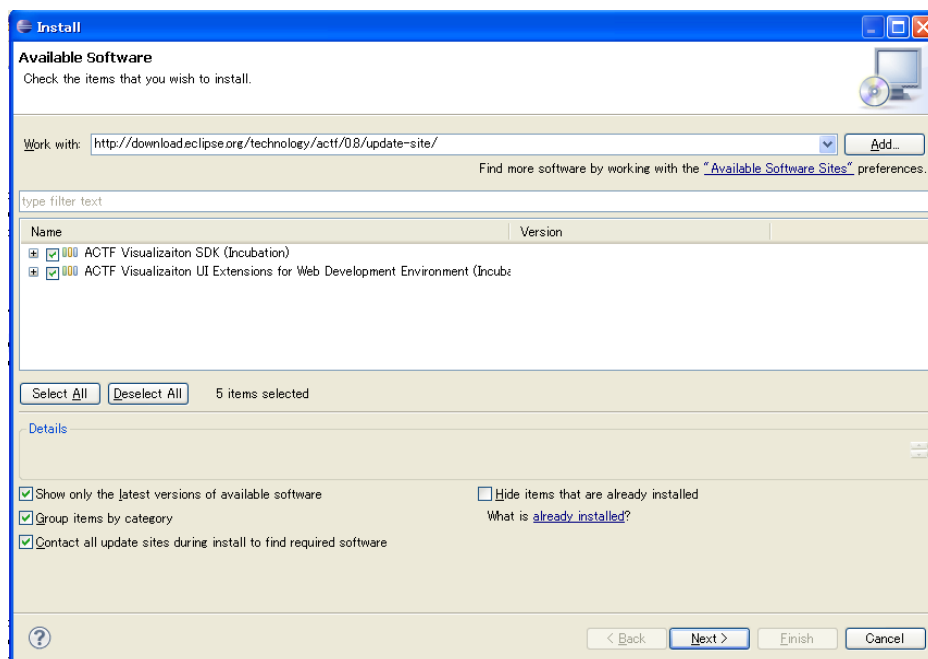 Install
Available Software
Check the items that you wish to install.
Work with: http://download.eclipse.org/technology/actf/0.8/update-site/ Add...
Find more software by working with the "Available Software Sites" preferences.
type filter text
Name Version
ACTF Visualizaiton SDK (Incubation)
ACTF Visualizaiton UI Extensions for Web Development Environment (Incuba
Select All Deselect All 5 items selected
Details
Show only the latest versions of available software Hide items that are already installed
Group items by category What is already installed?
Contact all update sites during install to find required software
? < Back Next > Finish Cancel